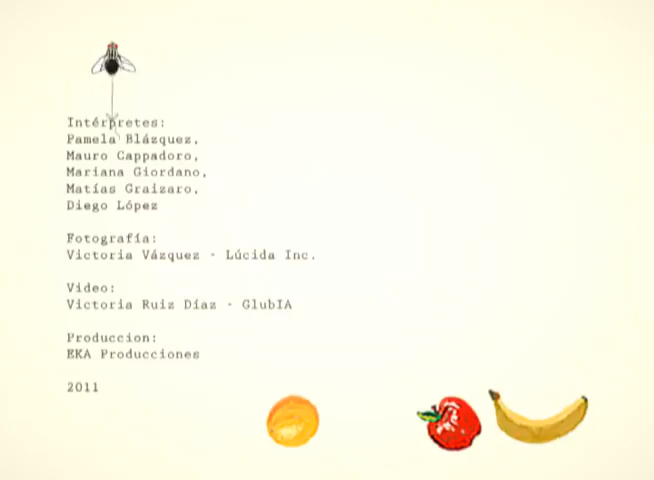 Intérpretes:
Pamela Blázquez,
Mauro Cappadoro,
Mariana Giordano,
Matías Graizaro,
Diego López
Fotografía:
Victoria Vázquez - Lúcida Inc.
Video:
Victoria Ruiz Díaz - GlubIA
Produccion:
EKA Producciones
2011